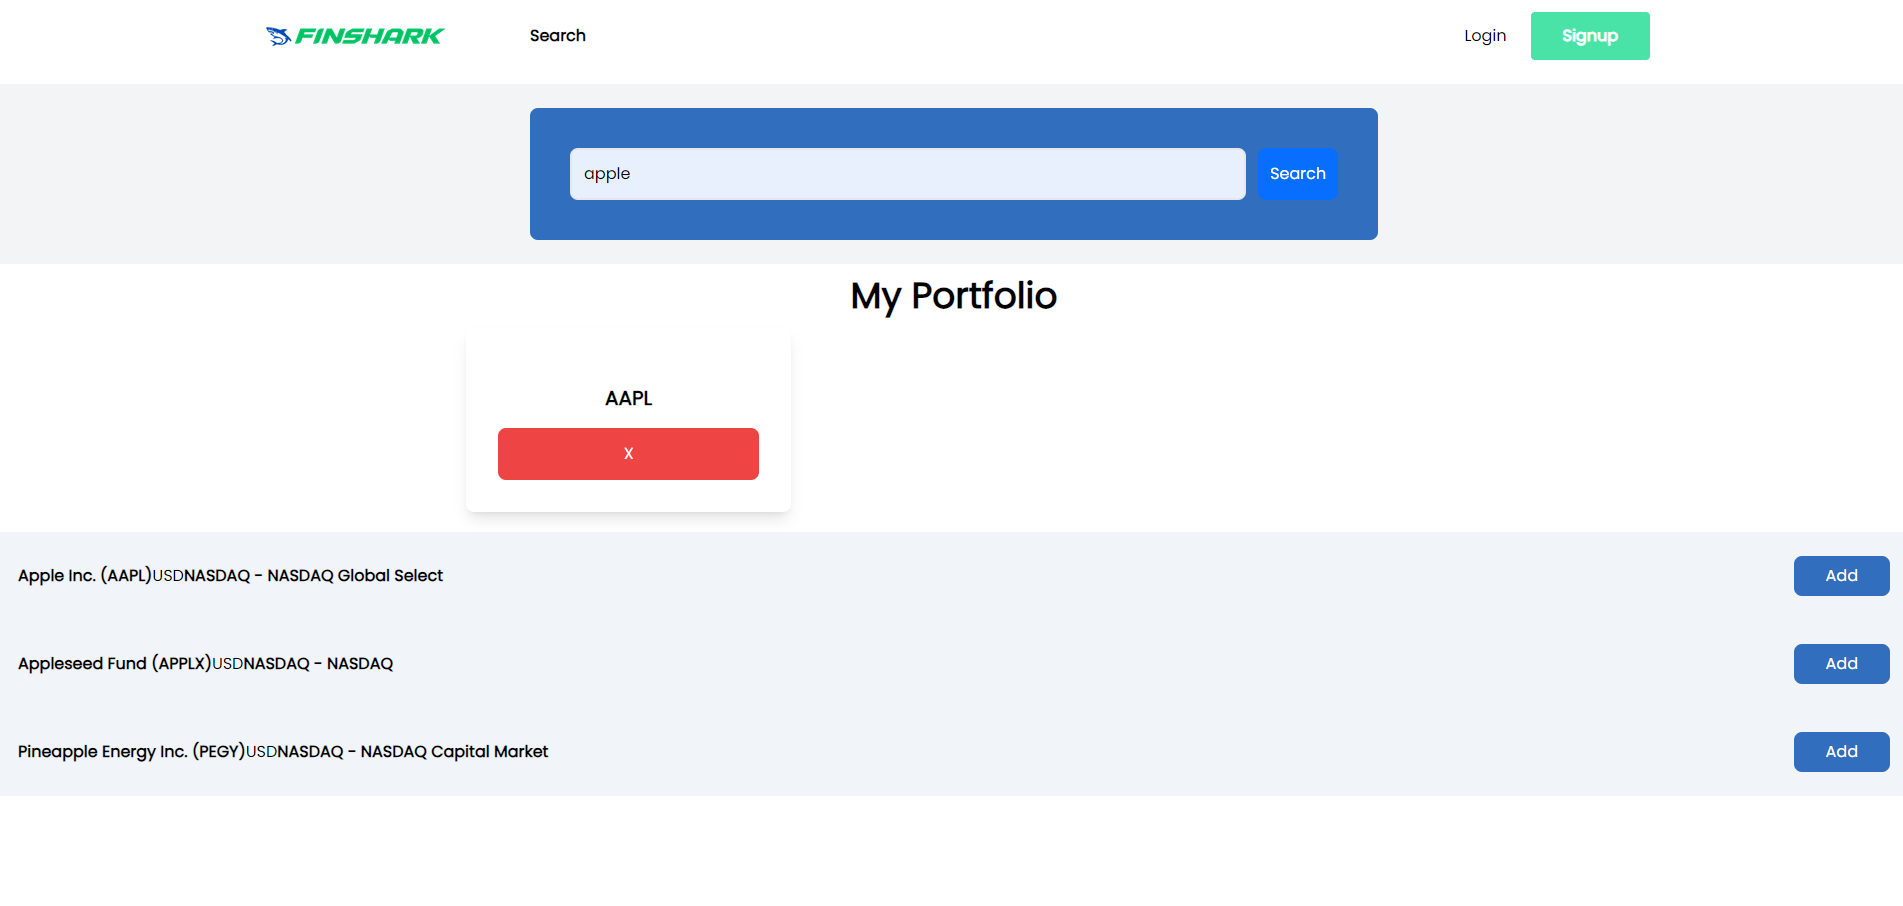 FINSHARK
Search
Login
Signup
apple
Search
My Portfolio
AAPL
X
Apple Inc. (AAPL)USDNASDAQ - NASDAQ Global Select
Add
Appleseed Fund (APPLX)USDNASDAQ - NASDAQ
Add
Pineapple Energy Inc. (PEGY)USDNASDAQ - NASDAQ Capital Market
Add